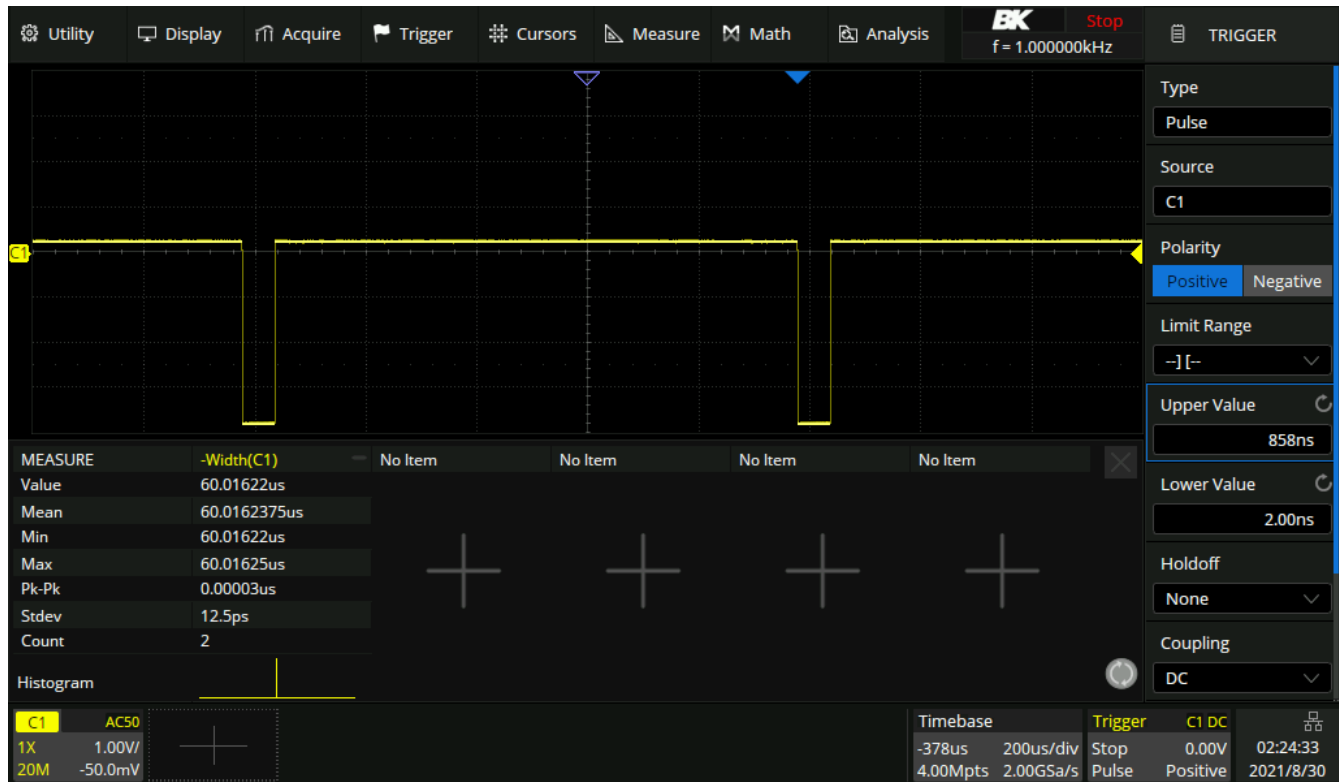 Utility Display Acquire Trigger Cursors Measure Math Analysis BK Stop TRIGGER
f = 1.000000kHz
Type
Pulse
Source
C1
Polarity
Positive Negative
Limit Range
--] [--
Upper Value
858ns
Lower Value
2.00ns
Holdoff
None
Coupling
DC
C1
MEASURE -Width(C1) No Item No Item No Item No Item
Value 60.01622us
Mean 60.0162375us
Min 60.01622us
Max 60.01625us
Pk-Pk 0.00003us
Stdev 12.5ps
Count 2
Histogram
C1 AC50
1X 1.00V/
20M -50.0mV
Timebase
-378us 200us/div
4.00Mpts 2.00GSa/s
Trigger C1 DC
Stop 0.00V
Pulse Positive
02:24:33
2021/8/30